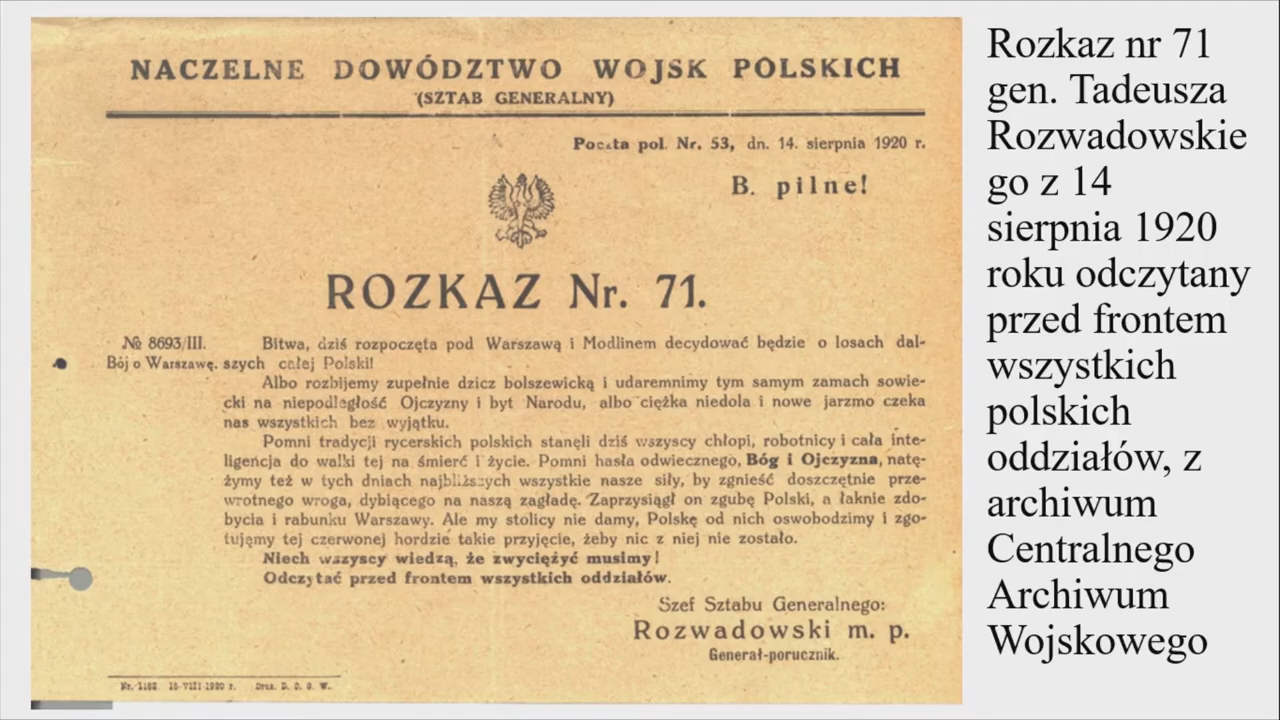 NACZELNE DOWÓDZTWO WOJSK POLSKICH
(SZTAB GENERALNY)
Poczta pol. Nr. 53, dn. 14. sierpnia 1920 r.
B. pilne!
ROZKAZ Nr. 71.
№ 8693/III.
Bój o Warszawę.
Bitwa, dziś rozpoczęta pod Warszawą i Modlinem decydować będzie o losach dal-
szych całej Polski!
Albo rozbijemy zupełnie dzicz bolszewicką i udaremnimy tym samym zamach sowie-
cki na niepodległość Ojczyzny i byt Narodu, albo ciężka niedola i nowe jarzmo czeka
nas wszystkich bez wyjątku.
Pomni tradycji rycerskich polskich stanęli dziś wszyscy chłopi, robotnicy i cała inte-
ligencja do walki tej na śmierć i życie. Pomni hasła odwiecznego, Bóg i Ojczyzna, natę-
żymy też w tych dniach najbliższych wszystkie nasze siły, by zgnieść doszczętnie prze-
wrotnego wroga, dybiącego na naszą zagładę. Zaprzysiągł on zgubę Polski, a łaknie zdo-
bycia i rabunku Warszawy. Ale my stolicy nie damy, Polskę od nich oswobodzimy i zgo-
tujęmy tej czerwonej hordzie takie przyjęcie, żeby nic z niej nie zostało.
Niech wszyscy wiedzą, że zwyciężyć musimy!
Odczytać przed frontem wszystkich oddziałów.
Szef Sztabu Generalnego:
Rozwadowski m. p.
Generał-porucznik.
Rozkaz nr 71
gen. Tadeusza
Rozwadowskie
go z 14
sierpnia 1920
roku odczytany
przed frontem
wszystkich
polskich
oddziałów, z
archiwum
Centralnego
Archiwum
Wojskowego